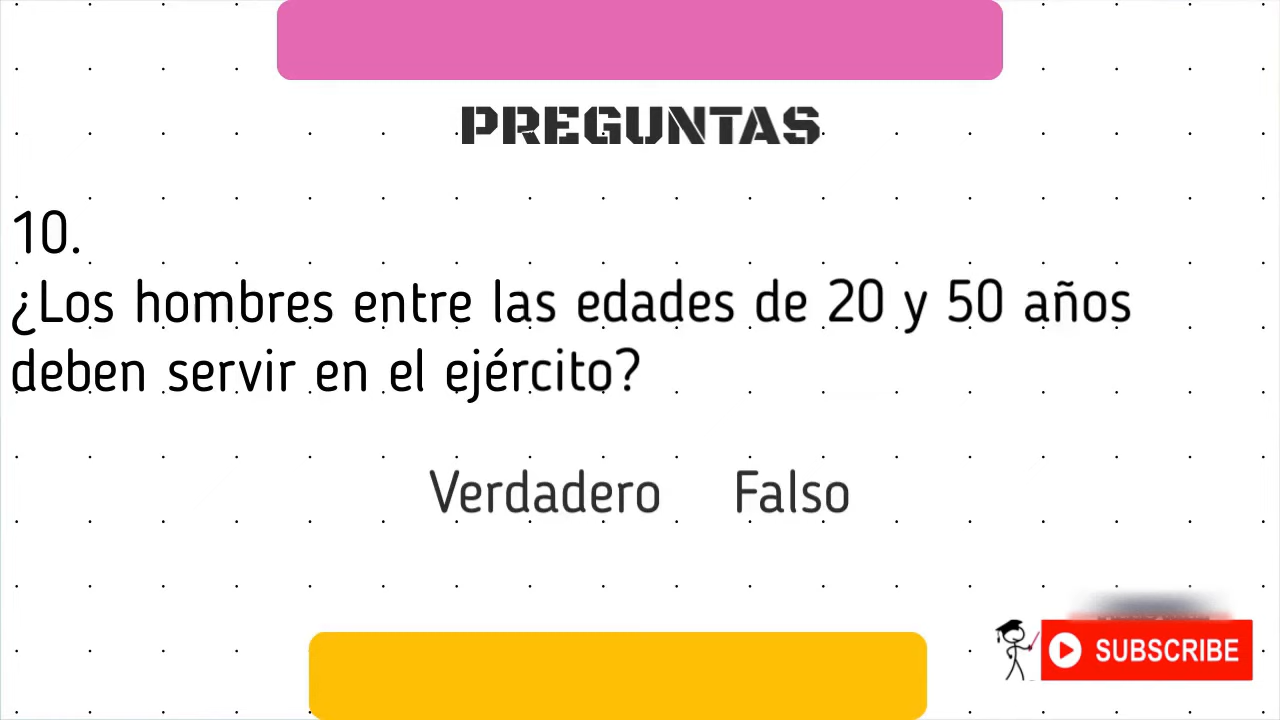 PREGUNTAS
10.
¿Los hombres entre las edades de 20 y 50 años
deben servir en el ejército?
Verdadero Falso
SUBSCRIBE